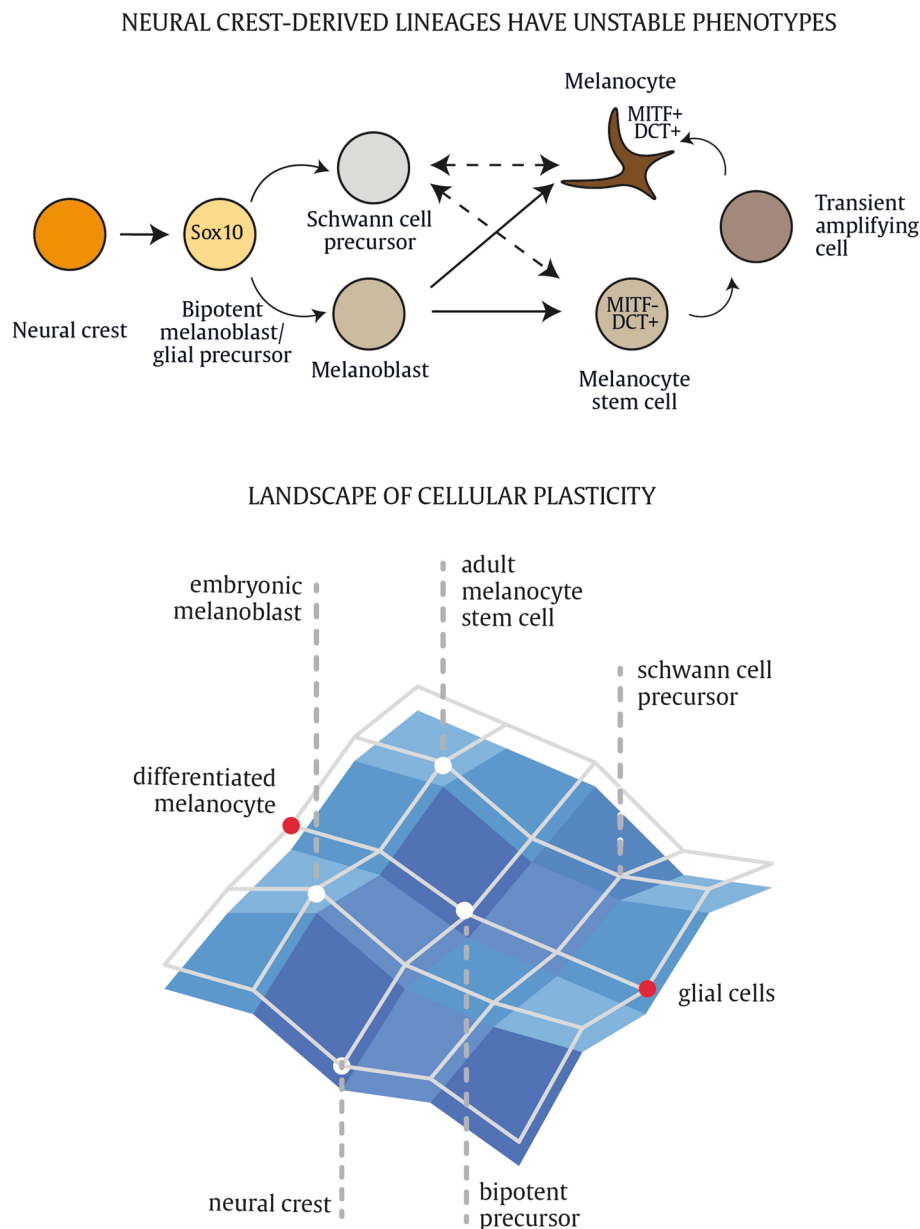 NEURAL CREST-DERIVED LINEAGES HAVE UNSTABLE PHENOTYPES
Melanocyte
MITF+
DCT+
Sox10
Schwann cell
precursor
Transient
amplifying
cell
Neural crest
Bipotent
melanoblast/
glial precursor
Melanoblast
MITF-
DCT+
Melanocyte
stem cell
LANDSCAPE OF CELLULAR PLASTICITY
embryonic
melanoblast
adult
melanocyte
stem cell
schwann cell
precursor
differentiated
melanocyte
glial cells
neural crest
bipotent
precursor